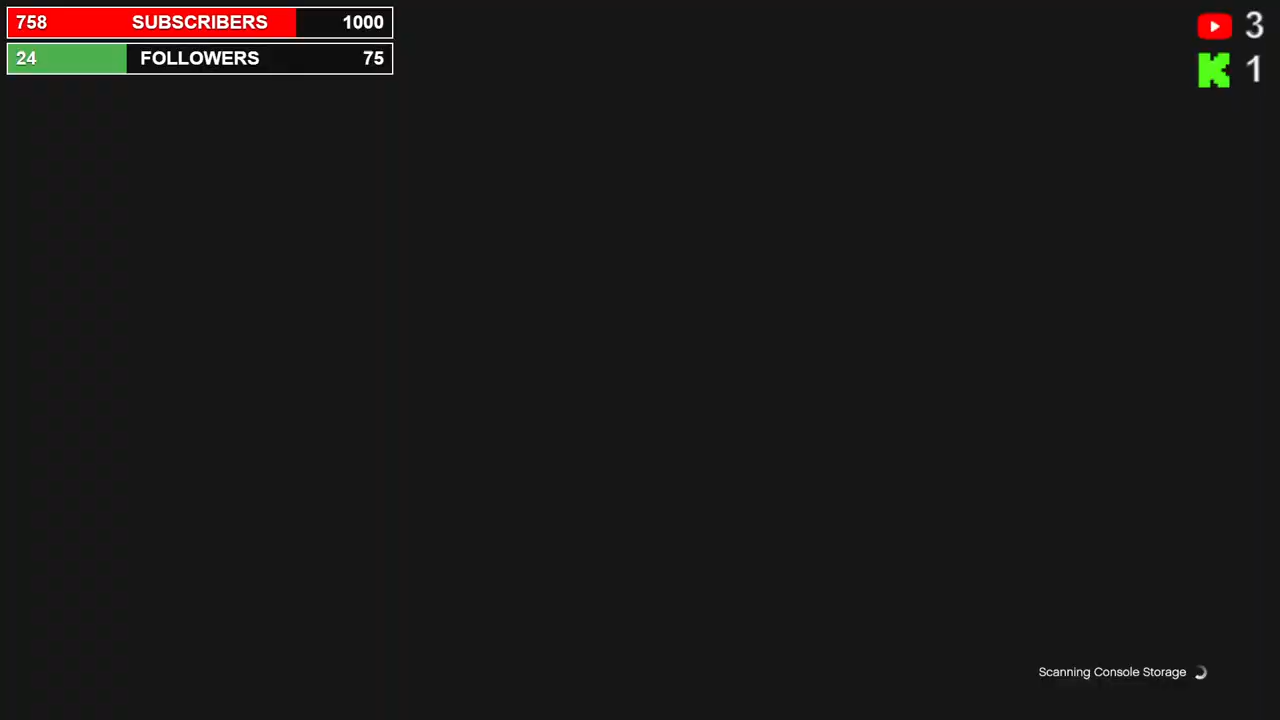 758 SUBSCRIBERS 1000
24 FOLLOWERS 75
3
1
Scanning Console Storage